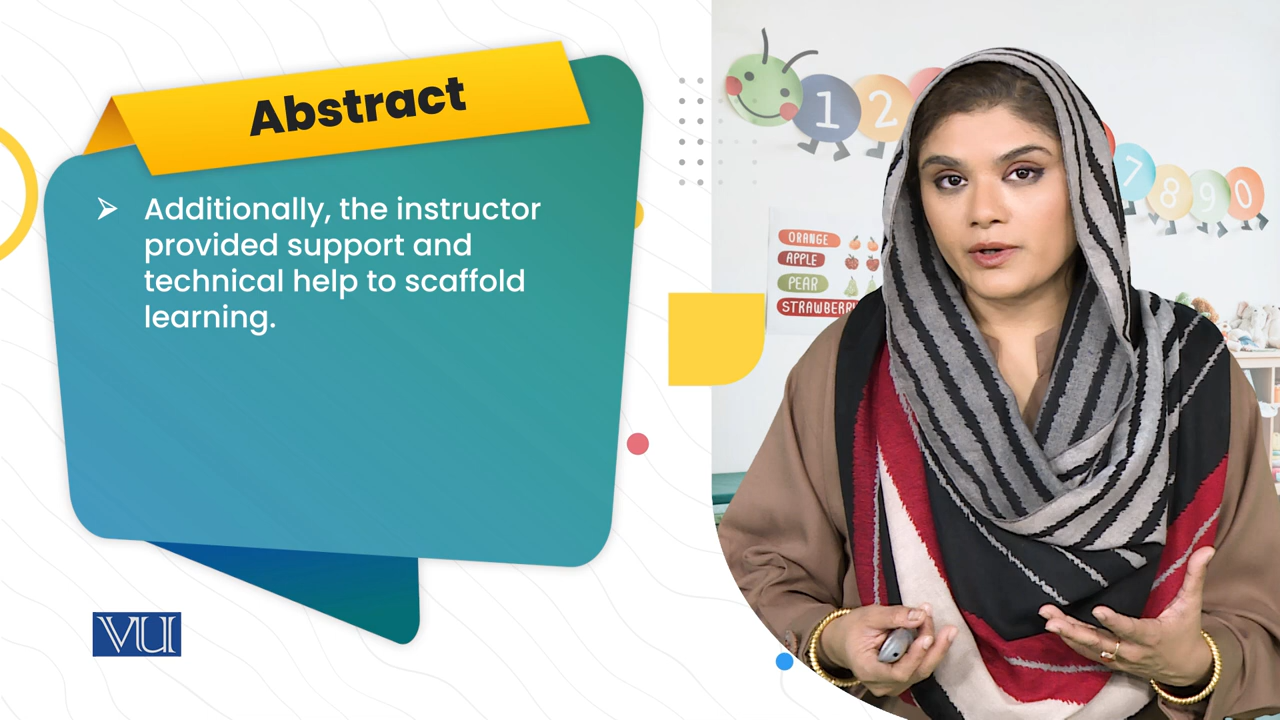 Abstract
➢ Additionally, the instructor
provided support and
technical help to scaffold
learning.
VU
1 2
7 8 9 0
ORANGE
APPLE
PEAR